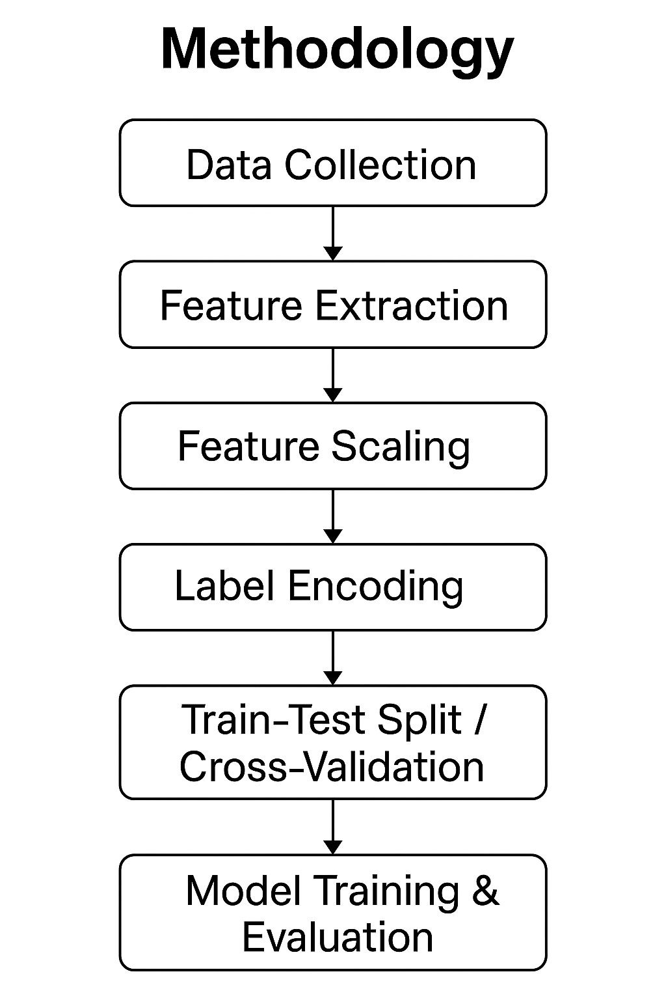 Methodology
Data Collection
Feature Extraction
Feature Scaling
Label Encoding
Train-Test Split /
Cross-Validation
Model Training &
Evaluation